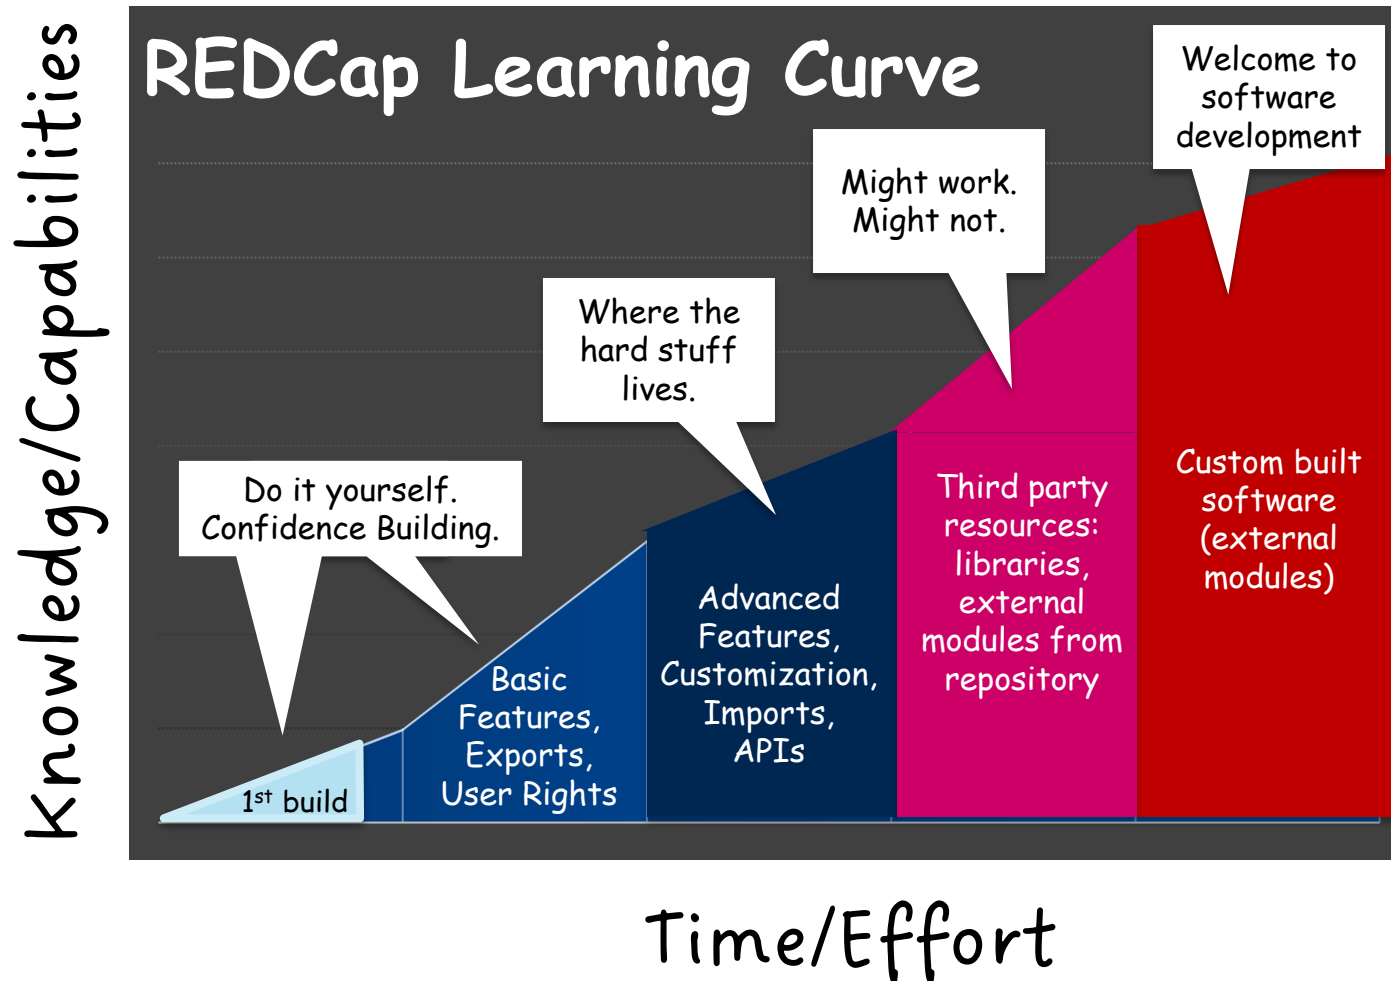 REDCap Learning Curve
Knowledge/Capabilities
Welcome to
software
development
Might work.
Might not.
Where the
hard stuff
lives.
Do it yourself.
Confidence Building.
1st build
Basic
Features,
Exports,
User Rights
Advanced
Features,
Customization,
Imports,
APIs
Third party
resources:
libraries,
external
modules from
repository
Custom built
software
(external
modules)
Time/Effort